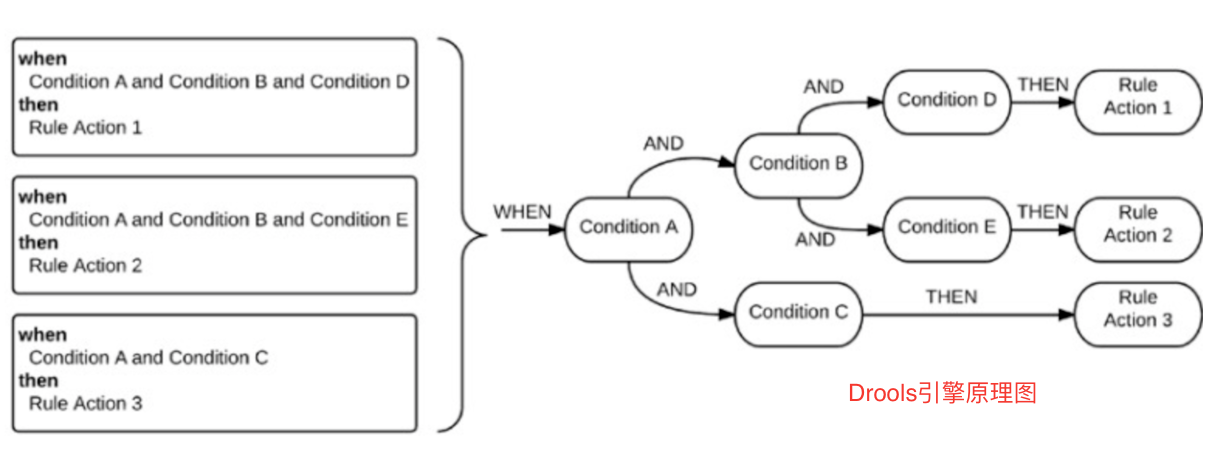 when
Condition A and Condition B and Condition D
then
Rule Action 1
when
Condition A and Condition B and Condition E
then
Rule Action 2
when
Condition A and Condition C
then
Rule Action 3
WHEN
Condition A
AND
AND
Condition B
AND
AND
Condition D
THEN
Rule
Action 1
Condition E
THEN
Rule
Action 2
Condition C
THEN
Rule
Action 3
Drools引擎原理图